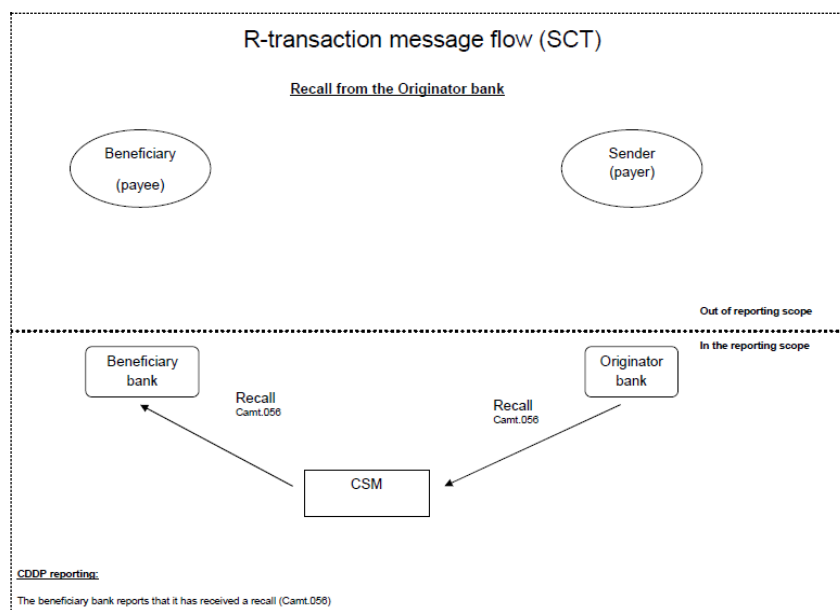 R-transaction message flow (SCT)
Recall from the Originator bank
Beneficiary
(payee)
Sender
(payer)
Out of reporting scope
In the reporting scope
Beneficiary
bank
Originator
bank
Recall
Camt.056
Recall
Camt.056
CSM
CDDP reporting:
The beneficiary bank reports that it has received a recall (Camt.056)